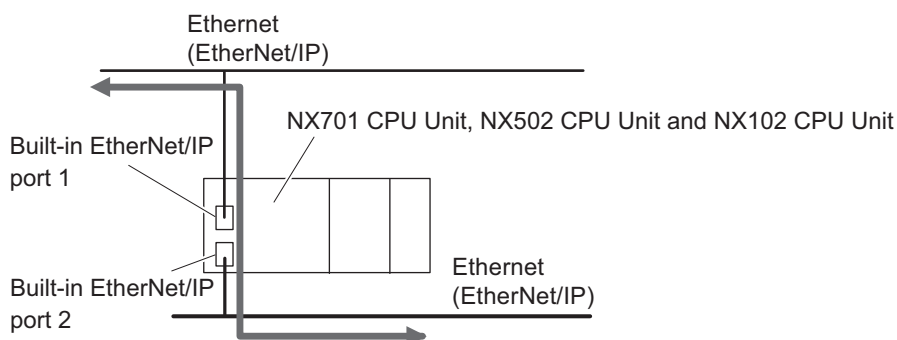 Ethernet
(EtherNet/IP)
NX701 CPU Unit, NX502 CPU Unit and NX102 CPU Unit
Built-in EtherNet/IP
port 1
Built-in EtherNet/IP
port 2
Ethernet
(EtherNet/IP)